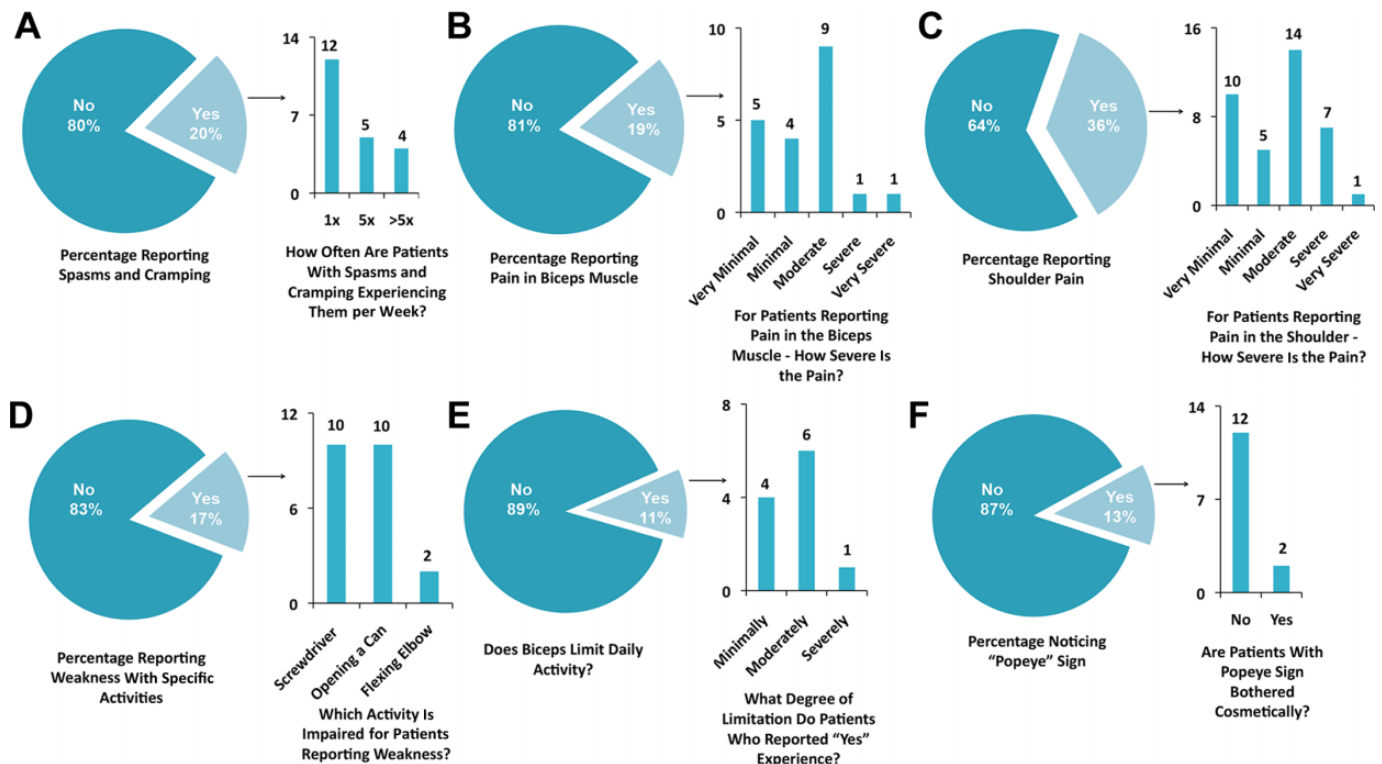 A
No
80%
Yes
20%
Percentage Reporting
Spasms and Cramping
14
7
0
12
5
4
1x 5x >5x
How Often Are Patients
With Spasms and
Cramping Experiencing
Them per Week?
B
No
81%
Yes
19%
Percentage Reporting
Pain in Biceps Muscle
10
5
0
5
4
9
1
1
Very Minimal
Minimal
Moderate
Severe
Very Severe
For Patients Reporting
Pain in the Biceps
Muscle - How Severe Is
the Pain?
C
No
64%
Yes
36%
Percentage Reporting
Shoulder Pain
16
8
0
10
5
14
7
1
Very Minimal
Minimal
Moderate
Severe
Very Severe
For Patients Reporting
Pain in the Shoulder -
How Severe Is the Pain?
D
No
83%
Yes
17%
Percentage Reporting
Weakness With Specific
Activities
12
6
0
10
10
2
Screwdriver
Opening a Can
Flexing Elbow
Which Activity Is
Impaired for Patients
Reporting Weakness?
E
No
89%
Yes
11%
Does Biceps Limit Daily
Activity?
8
4
0
4
6
1
Minimally
Moderately
Severely
What Degree of
Limitation Do Patients
Who Reported “Yes”
Experience?
F
No
87%
Yes
13%
Percentage Noticing
“Popeye” Sign
14
7
0
12
2
No Yes
Are Patients With
Popeye Sign
Bothered
Cosmetically?